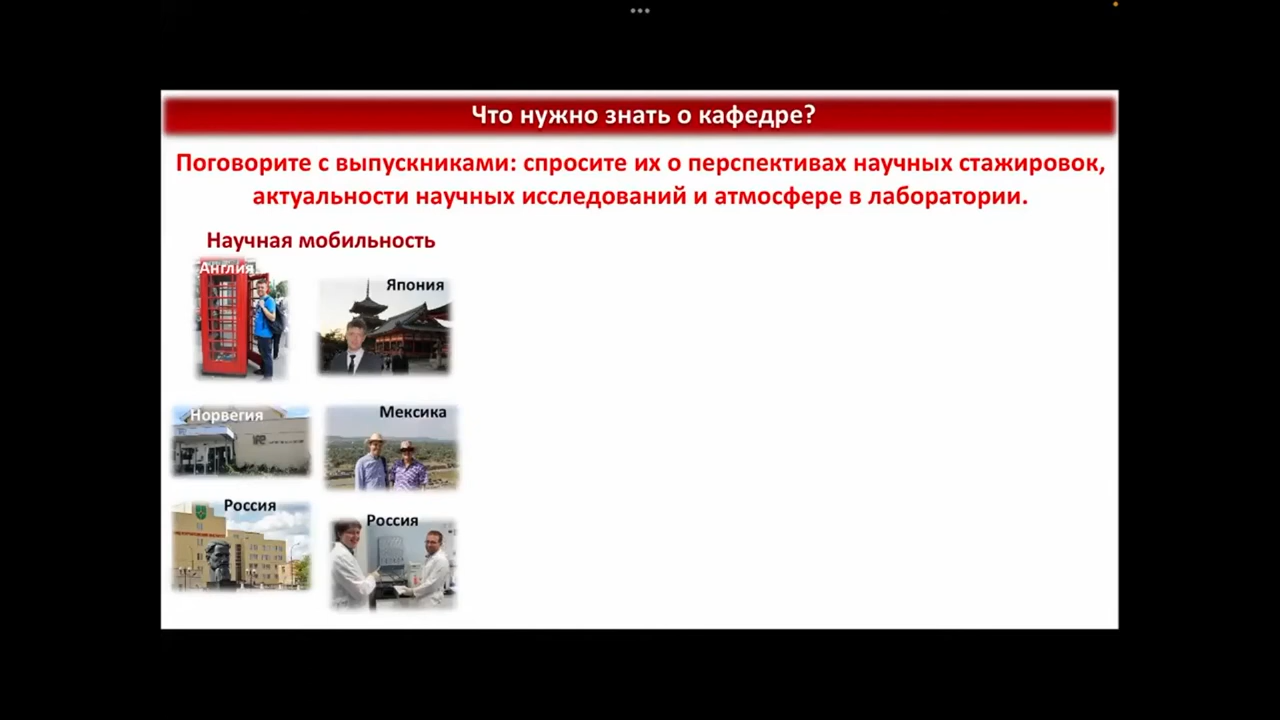 Что нужно знать о кафедре?
Поговорите с выпускниками: спросите их о перспективах научных стажировок,
актуальности научных исследований и атмосфере в лаборатории.
Научная мобильность
Англия
Япония
Норвегия
Мексика
Россия
Россия